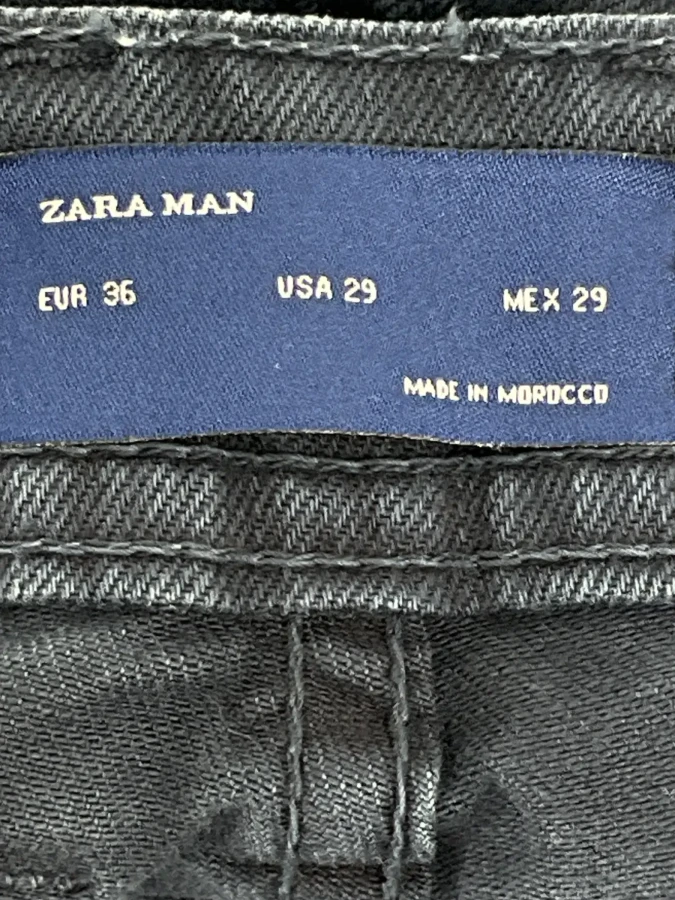 ZARA MAN
EUR 36 USA 29 MEX 29
MADE IN MOROCCO